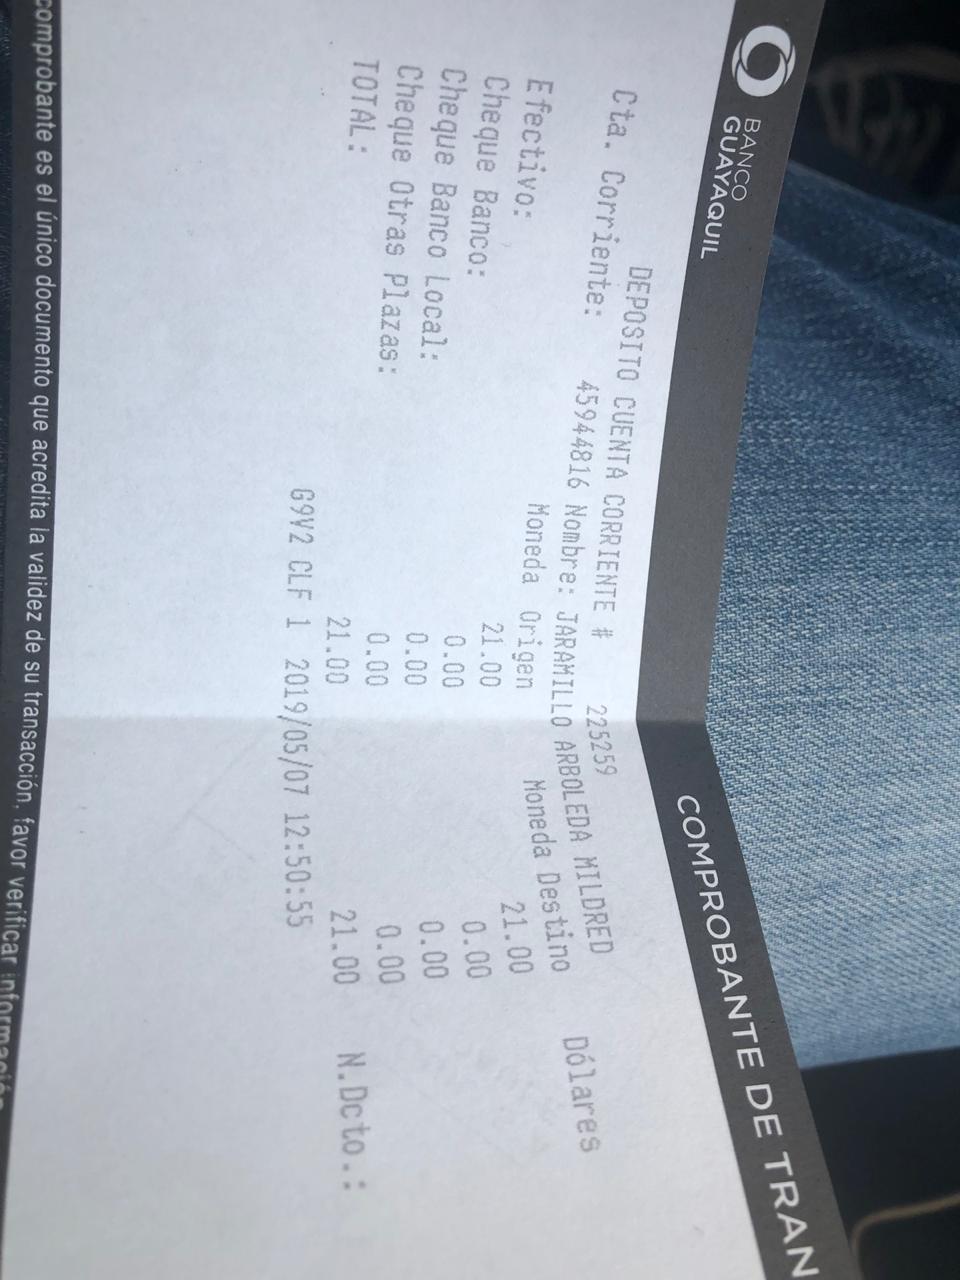 BANCO
GUAYAQUIL
COMPROBANTE DE TRAN
DEPOSITO CUENTA CORRIENTE # 225259
Cta. Corriente: 45944816 Nombre: JARAMILLO ARBOLEDA MILDRED
Moneda Origen Moneda Destino Dólares
Efectivo: 21.00 21.00
Cheque Banco: 0.00 0.00
Cheque Banco Local: 0.00 0.00
Cheque Otras Plazas: 0.00 0.00
TOTAL: 21.00 21.00 N.Dcto.:
G9V2 CLF 1 2019/05/07 12:50:55
comprobante es el único documento que acredita la validez de su transacción, favor verificar información